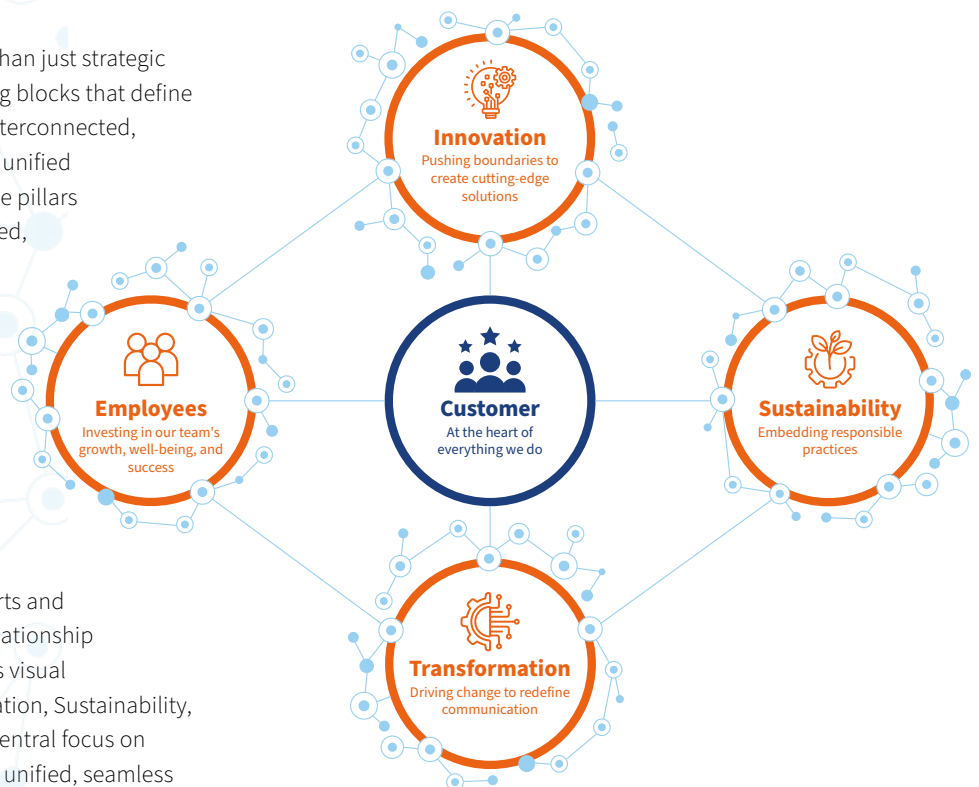 han just strategic
g blocks that define
terconnected,
unified
e pillars
ed,
Innovation
Pushing boundaries to
create cutting-edge
solutions
Employees
Investing in our team's
growth, well-being, and
success
Customer
At the heart of
everything we do
Sustainability
Embedding responsible
practices
rts and
ationship
s visual
ation, Sustainability,
entral focus on
unified, seamless
Transformation
Driving change to redefine
communication